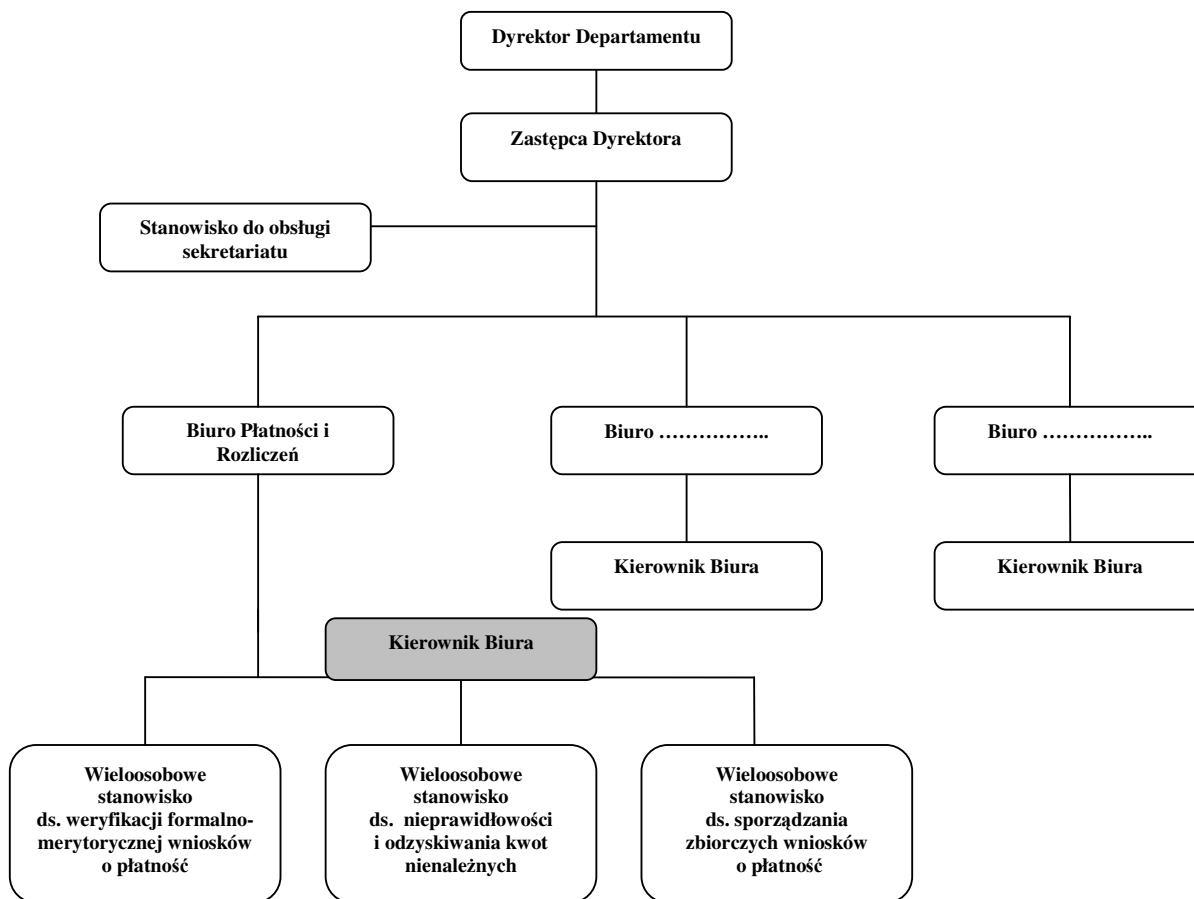 Dyrektor Departamentu
Zastępca Dyrektora
Stanowisko do obsługi
sekretariatu
Biuro Płatności i
Rozliczeń
Biuro ……………..
Biuro ……………..
Kierownik Biura
Kierownik Biura
Kierownik Biura
Wieloosobowe
stanowisko
ds. weryfikacji formalno-
merytorycznej wniosków
o płatność
Wieloosobowe
stanowisko
ds.  nieprawidłowości
i odzyskiwania kwot
nienależnych
Wieloosobowe
stanowisko
ds. sporządzania
zbiorczych wniosków
o płatność